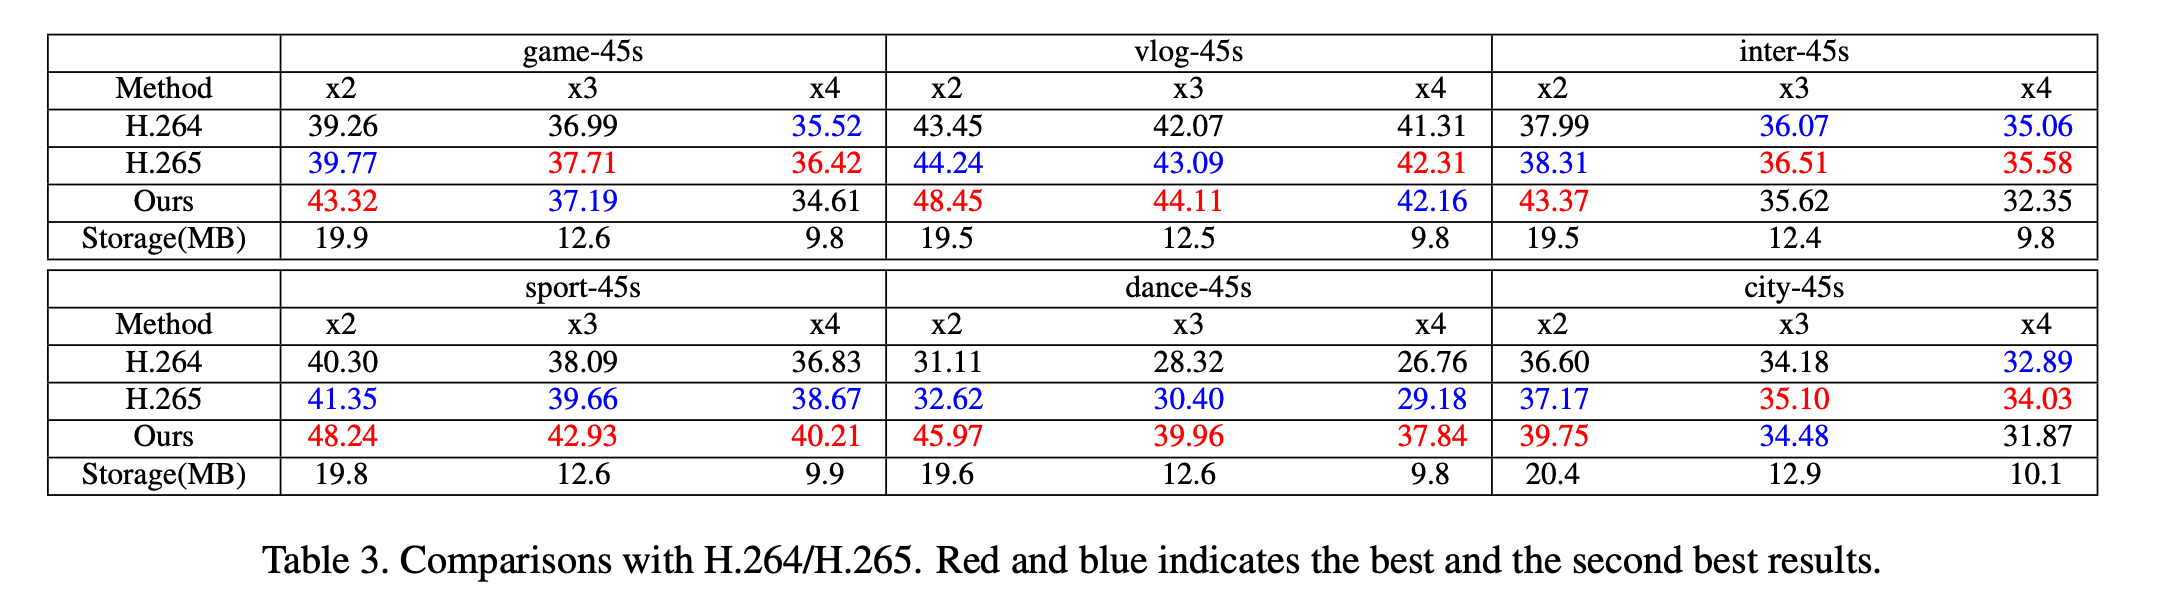 game-45s vlog-45s inter-45s
Method x2 x3 x4 x2 x3 x4 x2 x3 x4
H.264 39.26 36.99 35.52 43.45 42.07 41.31 37.99 36.07 35.06
H.265 39.77 37.71 36.42 44.24 43.09 42.31 38.31 36.51 35.58
Ours 43.32 37.19 34.61 48.45 44.11 42.16 43.37 35.62 32.35
Storage(MB) 19.9 12.6 9.8 19.5 12.5 9.8 19.5 12.4 9.8
sport-45s dance-45s city-45s
Method x2 x3 x4 x2 x3 x4 x2 x3 x4
H.264 40.30 38.09 36.83 31.11 28.32 26.76 36.60 34.18 32.89
H.265 41.35 39.66 38.67 32.62 30.40 29.18 37.17 35.10 34.03
Ours 48.24 42.93 40.21 45.97 39.96 37.84 39.75 34.48 31.87
Storage(MB) 19.8 12.6 9.9 19.6 12.6 9.8 20.4 12.9 10.1
Table 3. Comparisons with H.264/H.265. Red and blue indicates the best and the second best results.